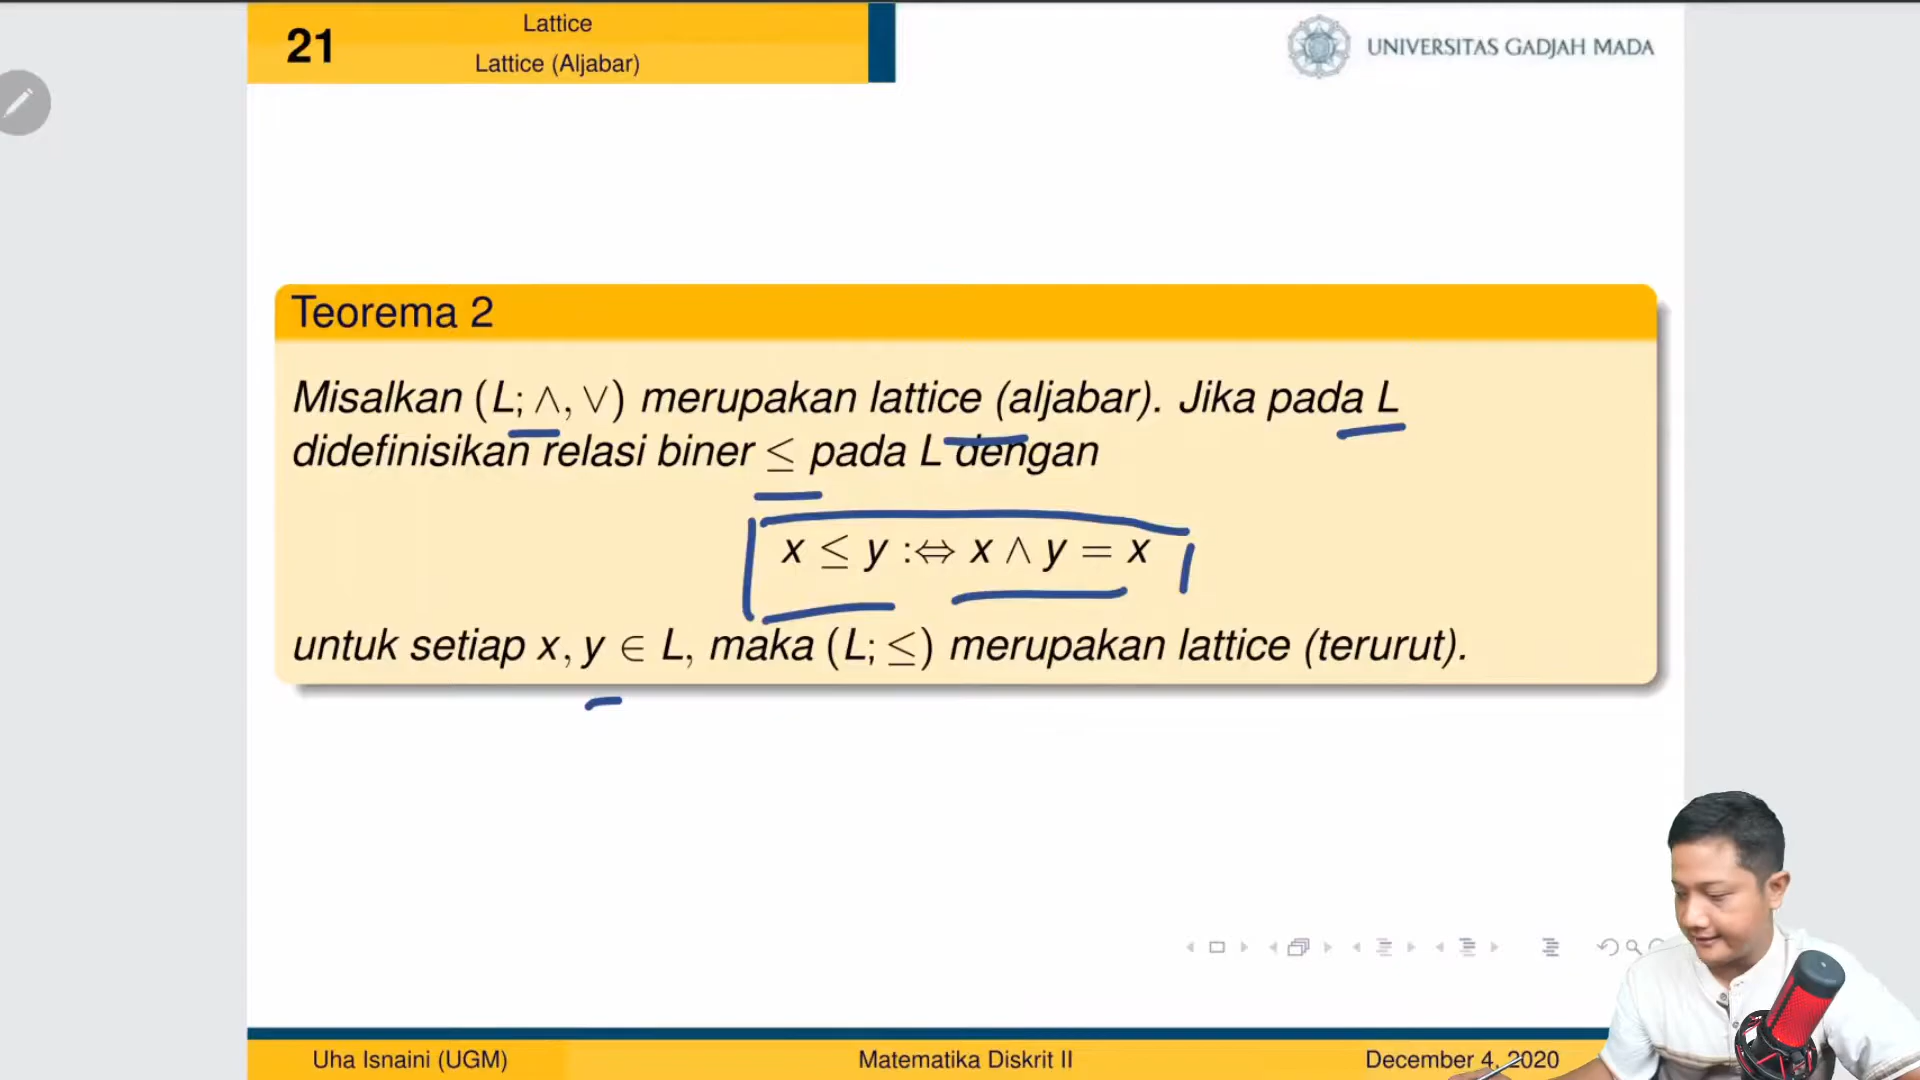 21
Lattice
Lattice (Aljabar)
UNIVERSITAS GADJAH MADA
Teorema 2
Misalkan (L; ∧, ∨) merupakan lattice (aljabar). Jika pada L
didefinisikan relasi biner ≤ pada L dengan
x ≤ y :⇔ x ∧ y = x
untuk setiap x, y ∈ L, maka (L; ≤) merupakan lattice (terurut).
Uha Isnaini (UGM)
Matematika Diskrit II
December 4, 2020